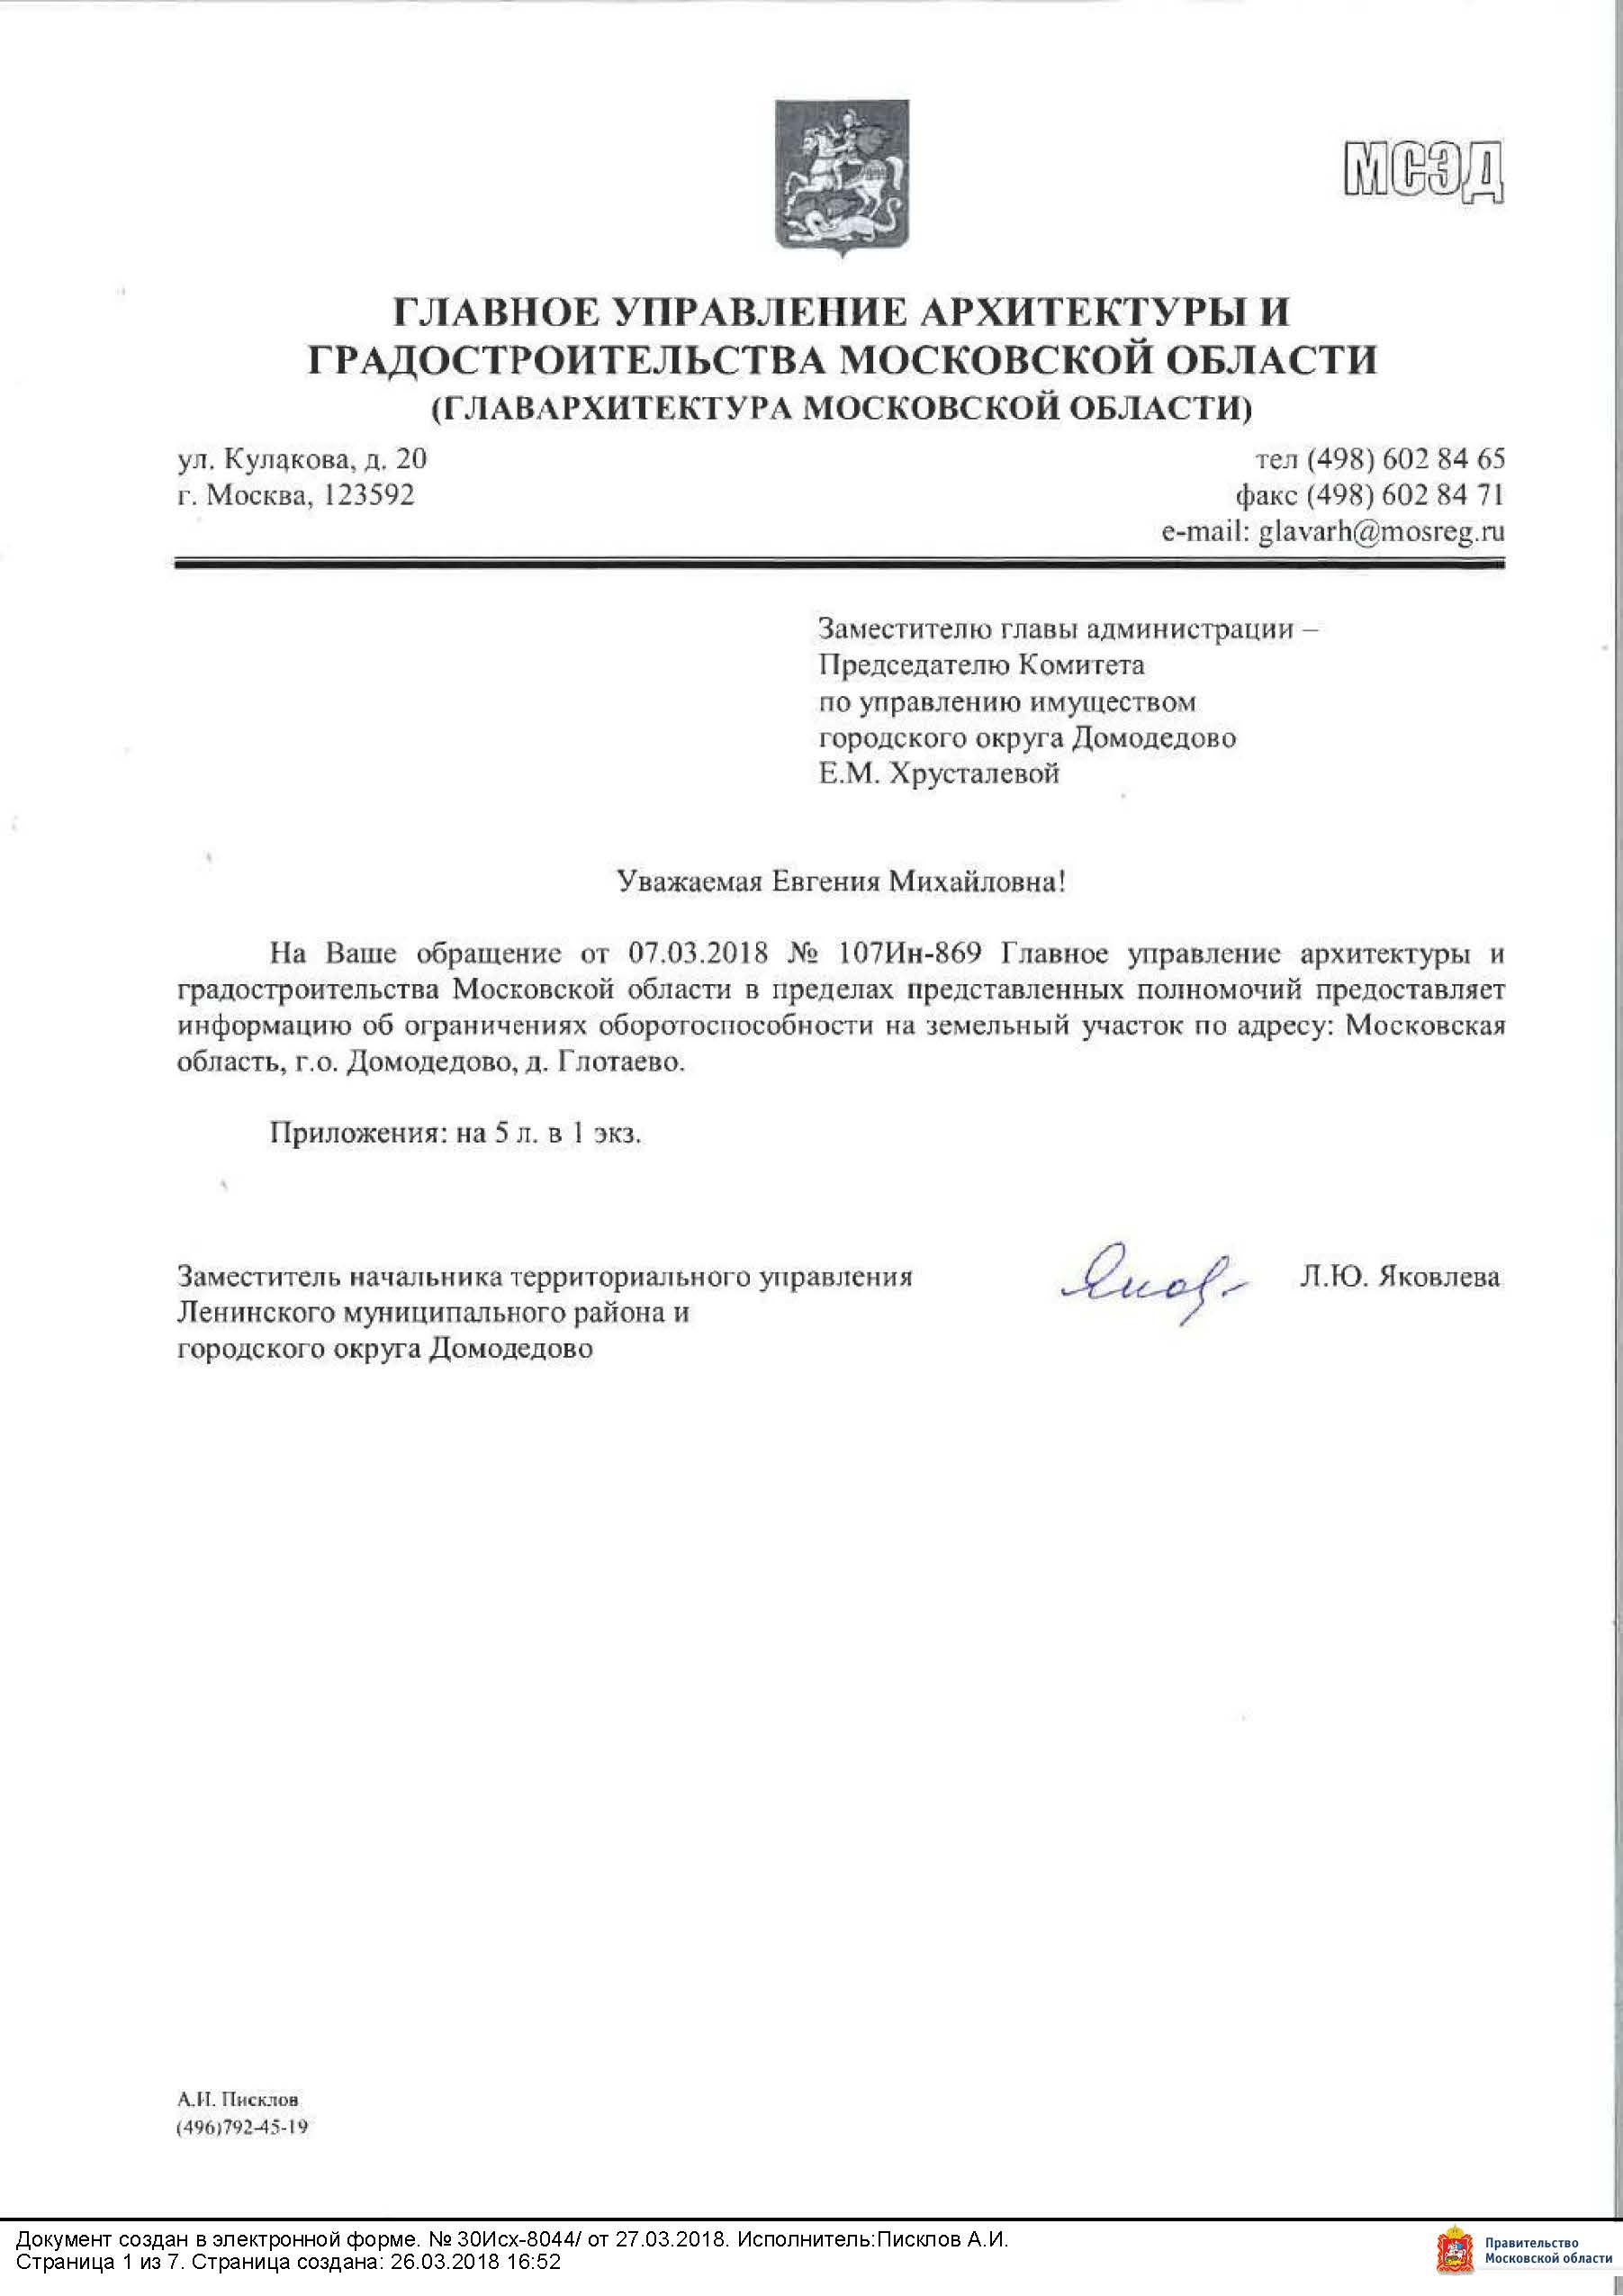 МСЭД
ГЛАВНОЕ УПРАВЛЕНИЕ АРХИТЕКТУРЫ И
ГРАДОСТРОИТЕЛЬСТВА МОСКОВСКОЙ ОБЛАСТИ
(ГЛАВАРХИТЕКТУРА МОСКОВСКОЙ ОБЛАСТИ)
ул. Кулакова, д. 20
г. Москва, 123592
тел (498) 602 84 65
факс (498) 602 84 71
e-mail: glavarh@mosreg.ru
Заместителю главы администрации –
Председателю Комитета
по управлению имуществом
городского округа Домодедово
Е.М. Хрусталевой
Уважаемая Евгения Михайловна!
На Ваше обращение от 07.03.2018 № 107Ин-869 Главное управление архитектуры и
градостроительства Московской области в пределах представленных полномочий предоставляет
информацию об ограничениях оборотоспособности на земельный участок по адресу: Московская
область, г.о. Домодедово, д. Глотаево.
Приложения: на 5 л. в 1 экз.
Заместитель начальника территориального управления
Ленинского муниципального района и
городского округа Домодедово
Л.Ю. Яковлева
А.И. Писклов
(496)792-45-19
Документ создан в электронной форме. № 30Исх-8044/ от 27.03.2018. Исполнитель:Писклов А.И.
Страница 1 из 7. Страница создана: 26.03.2018 16:52
Правительство
Московской области